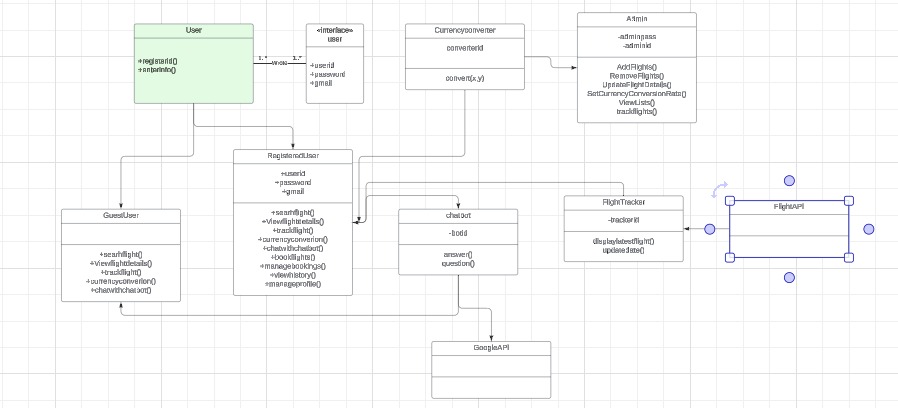 User
+registerid()
+enterinfo()
1..*
1..*
«interface»
user
+userid
+password
+gmail
Currencyconverter
converterId
convert(x,y)
Admin
-adminpass
-adminid
AddFlights()
RemoveFlights()
UpdateFlightDetails()
SetCurrencyConversionRate()
ViewLists()
trackflights()
RegisteredUser
+userid
+password
+gmail
+searhflight()
+Viewflightdetails()
+trackflight()
+currencyconverion()
+chatwithchatbot()
+bookflights()
+managebookings()
+viewhistory()
+manageprofile()
GuestUser
+searhflight()
+Viewflightdetails()
+trackflight()
+currencyconverion()
+chatwithchatbot()
chatbot
-botid
answer()
question()
FlightTracker
-trackerid
displaylatestflight()
updatedate()
FlightAPI
GoogleAPI